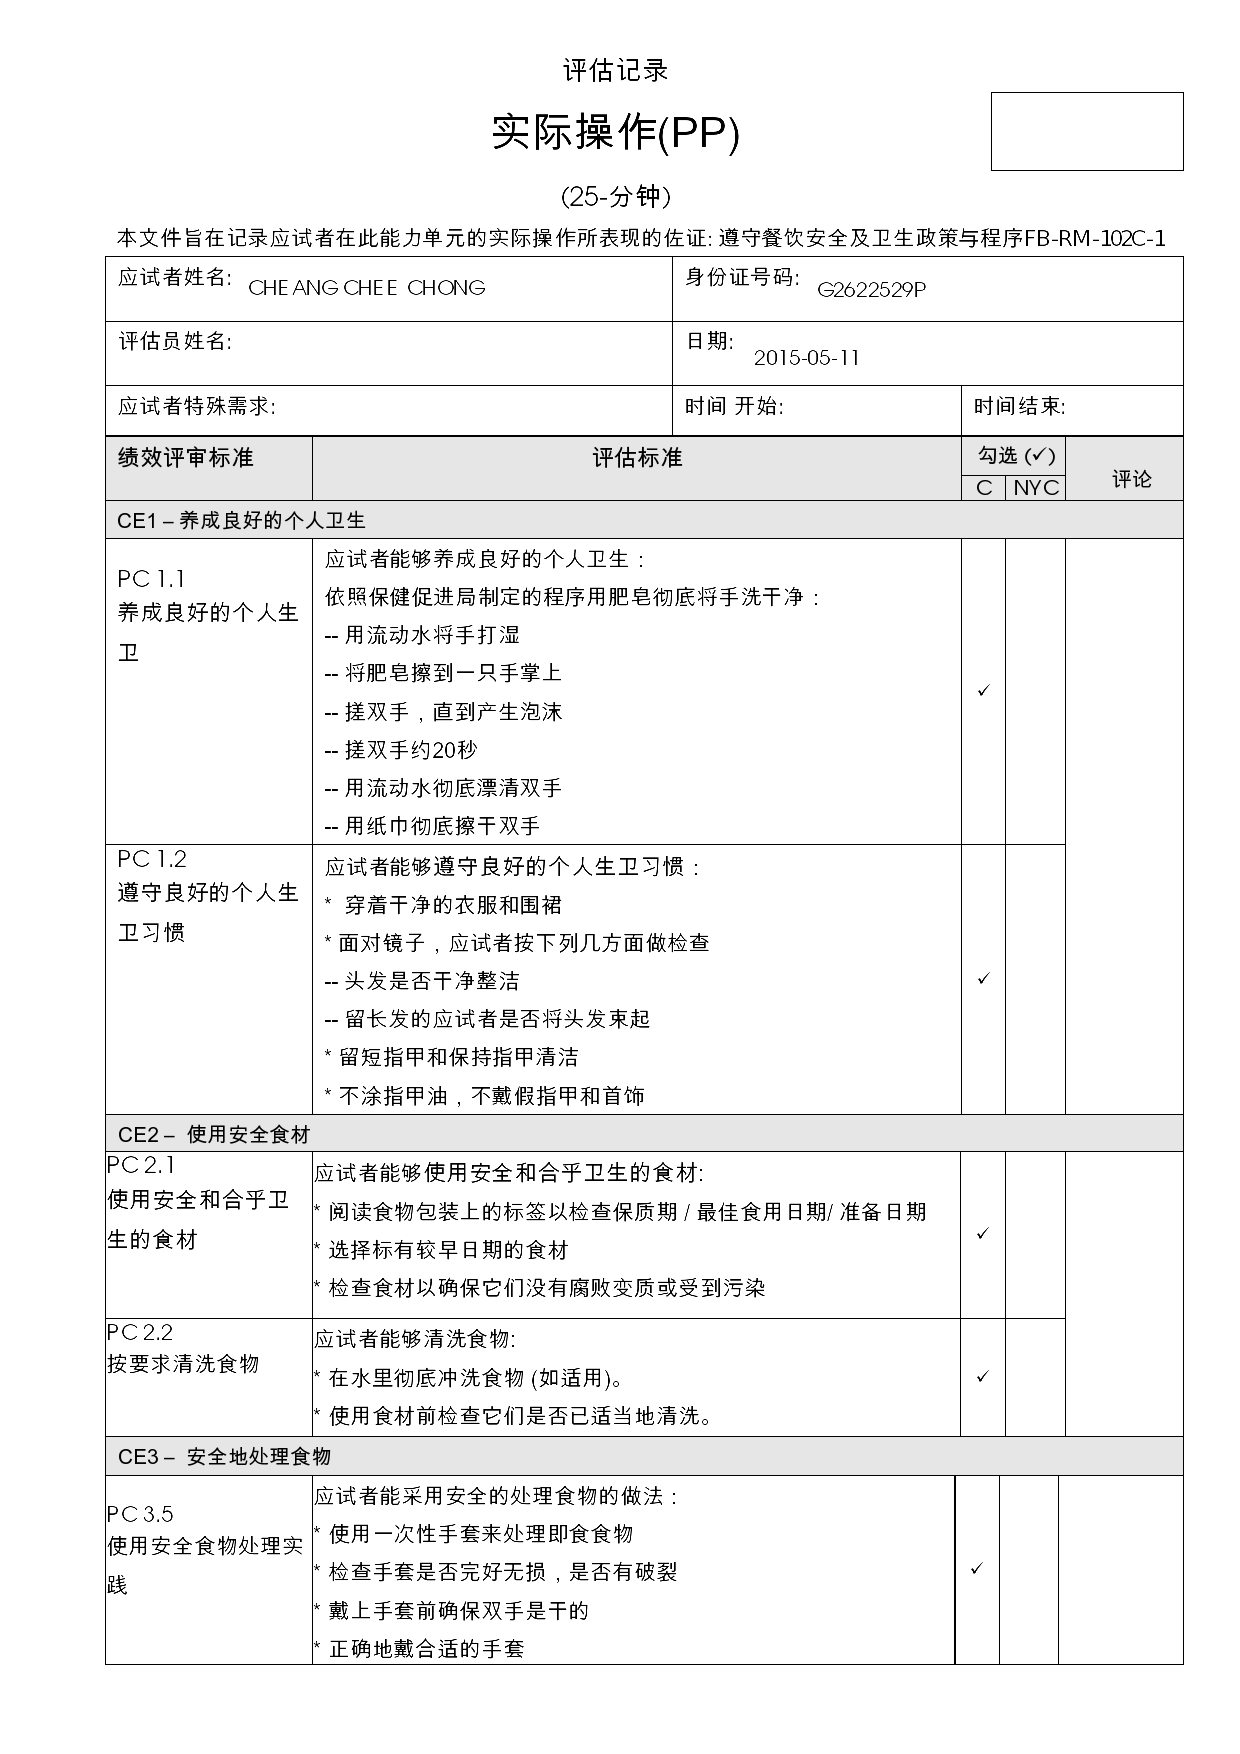 评估记录
实际操作(PP)
(25-分钟)
本文件旨在记录应试者在此能力单元的实际操作所表现的佐证: 遵守餐饮安全及卫生政策与程序FB-RM-102C-1
应试者姓名: CHEANG CHEE CHONG
身份证号码: G2622529P
评估员姓名:
日期: 2015-05-11
应试者特殊需求:
时间 开始:
时间结束:
绩效评审标准
评估标准
勾选 (✓)
C
NYC
评论
CE1 – 养成良好的个人卫生
PC 1.1
养成良好的个人生
卫
应试者能够养成良好的个人卫生：
依照保健促进局制定的程序用肥皂彻底将手洗干净：
-- 用流动水将手打湿
-- 将肥皂擦到一只手掌上
-- 搓双手，直到产生泡沫
-- 搓双手约20秒
-- 用流动水彻底漂清双手
-- 用纸巾彻底擦干双手
✓
PC 1.2
遵守良好的个人生
卫习惯
应试者能够遵守良好的个人生卫习惯：
* 穿着干净的衣服和围裙
* 面对镜子，应试者按下列几方面做检查
-- 头发是否干净整洁
-- 留长发的应试者是否将头发束起
* 留短指甲和保持指甲清洁
* 不涂指甲油，不戴假指甲和首饰
✓
CE2 – 使用安全食材
PC 2.1
使用安全和合乎卫
生的食材
应试者能够使用安全和合乎卫生的食材:
* 阅读食物包装上的标签以检查保质期 / 最佳食用日期/ 准备日期
* 选择标有较早日期的食材
* 检查食材以确保它们没有腐败变质或受到污染
✓
PC 2.2
按要求清洗食物
应试者能够清洗食物:
* 在水里彻底冲洗食物 (如适用)。
* 使用食材前检查它们是否已适当地清洗。
✓
CE3 – 安全地处理食物
PC 3.5
使用安全食物处理实
践
应试者能采用安全的处理食物的做法：
* 使用一次性手套来处理即食食物
* 检查手套是否完好无损，是否有破裂
* 戴上手套前确保双手是干的
* 正确地戴合适的手套
✓